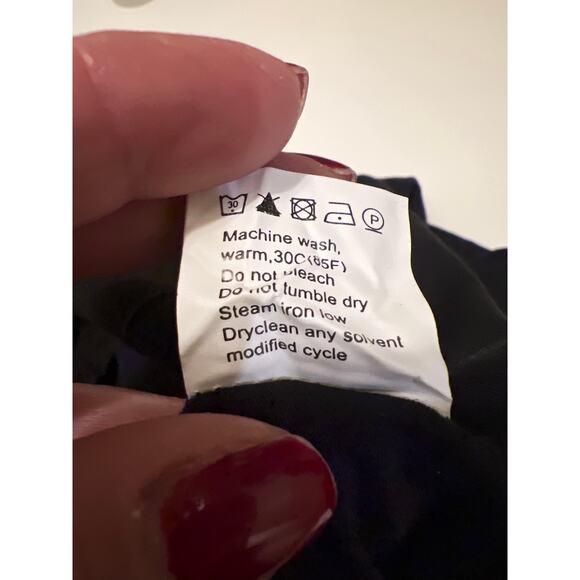 30 P
Machine wash,
warm,30C(85F)
Do not bleach
Do not tumble dry
Steam iron low
Dryclean any solvent
modified cycle